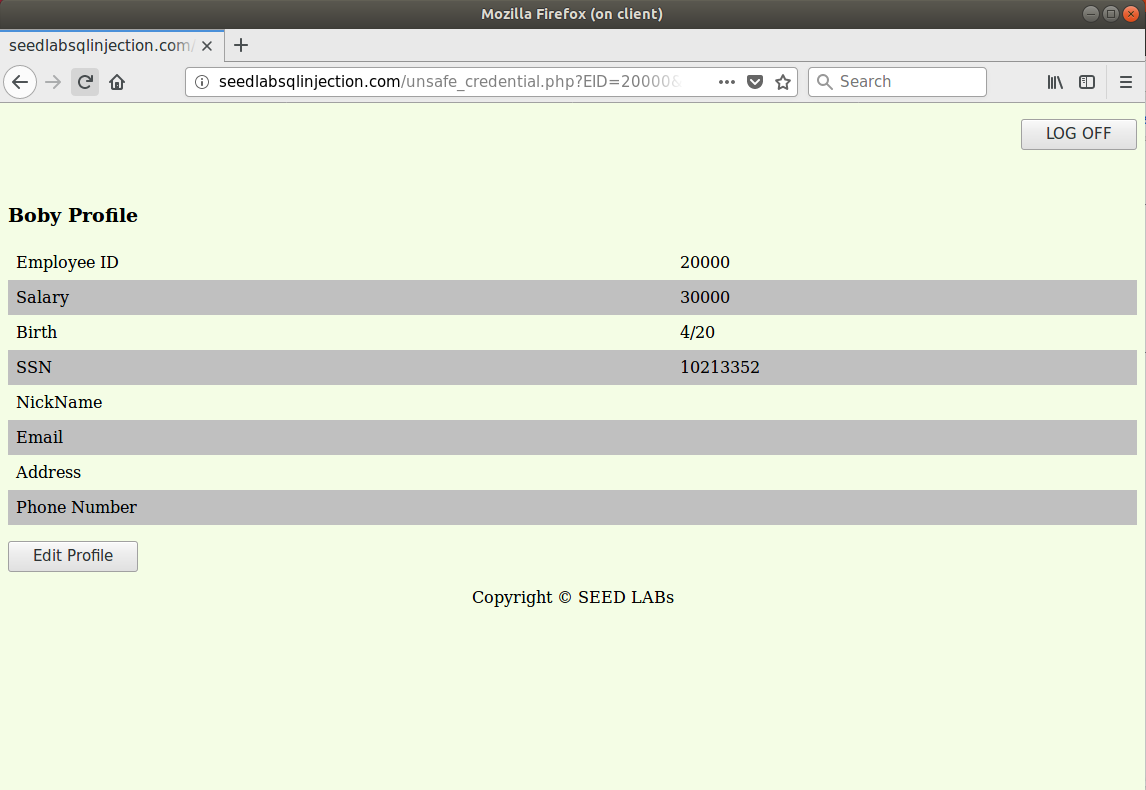 Mozilla Firefox (on client)
seedlabsqlinjection.com/
seedlabsqlinjection.com/unsafe_credential.php?EID=20000&
Search
LOG OFF
Boby Profile
Employee ID 20000
Salary 30000
Birth 4/20
SSN 10213352
NickName
Email
Address
Phone Number
Edit Profile
Copyright © SEED LABs